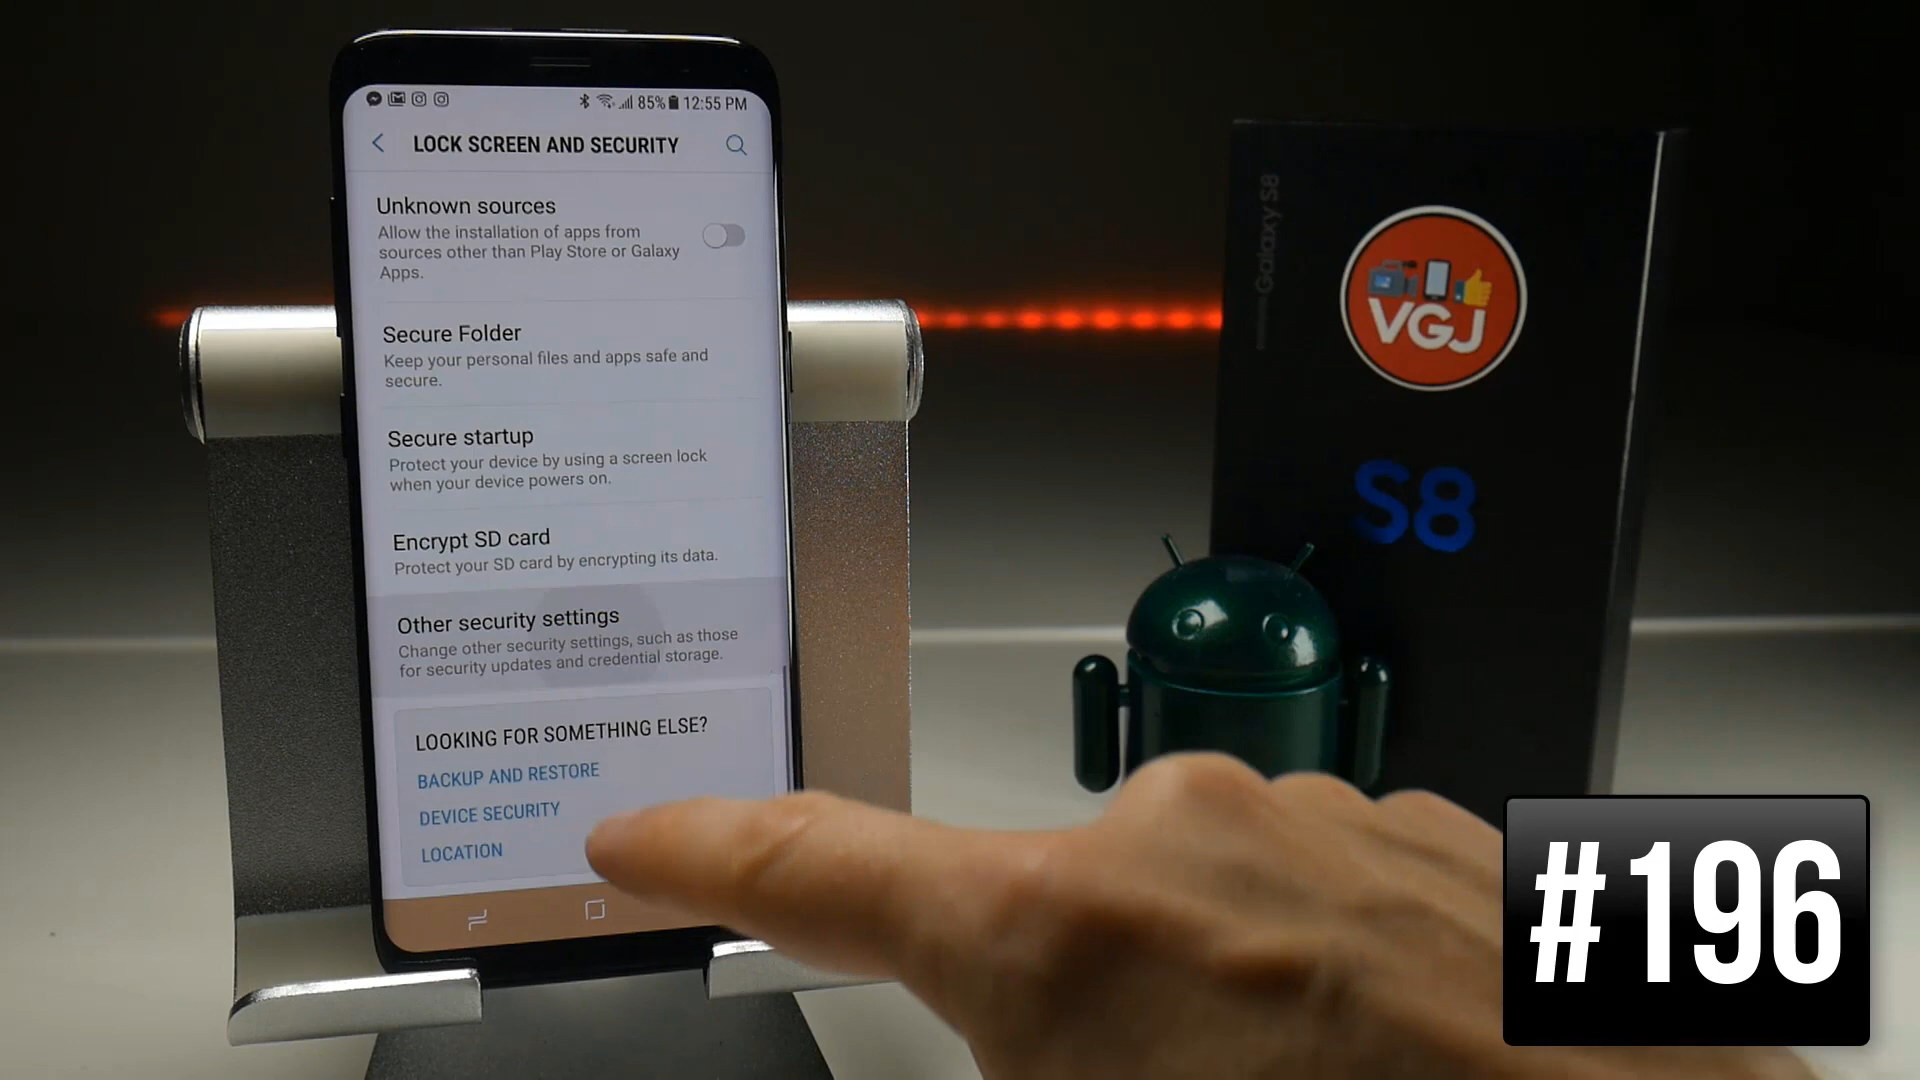 85% 12:55 PM
LOCK SCREEN AND SECURITY
Unknown sources
Allow the installation of apps from
sources other than Play Store or Galaxy
Apps.
Secure Folder
Keep your personal files and apps safe and
secure.
Secure startup
Protect your device by using a screen lock
when your device powers on.
Encrypt SD card
Protect your SD card by encrypting its data.
Other security settings
Change other security settings, such as those
for security updates and credential storage.
LOOKING FOR SOMETHING ELSE?
BACKUP AND RESTORE
DEVICE SECURITY
LOCATION
Galaxy S8
VGJ
S8
#196